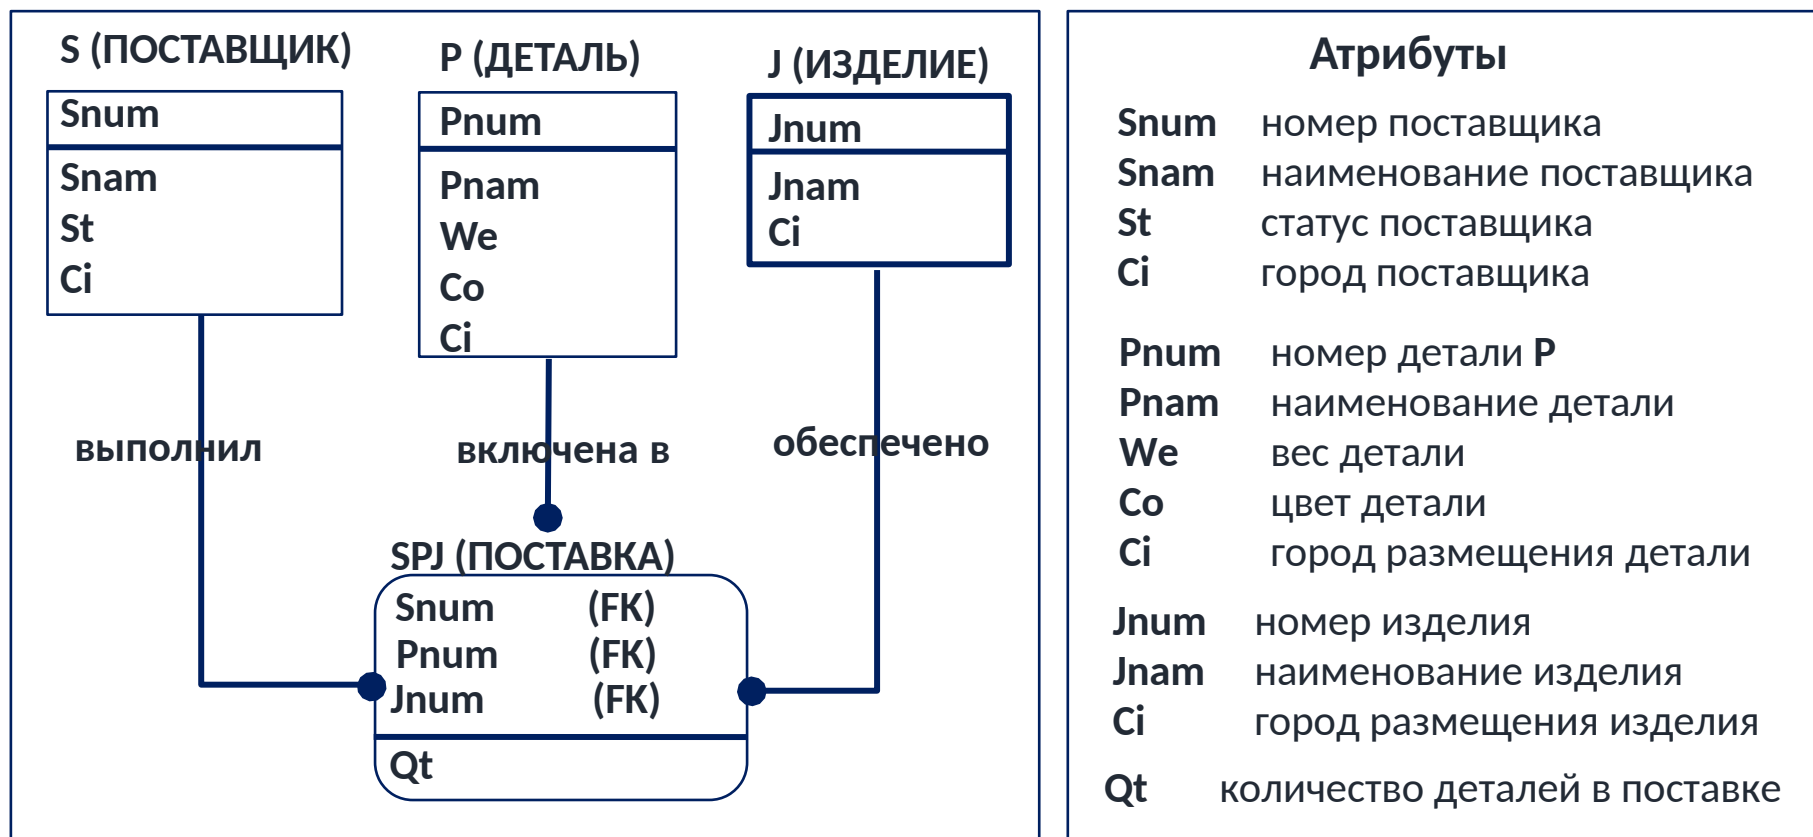 S (ПОСТАВЩИК)
Snum
Snam
St
Ci
P (ДЕТАЛЬ)
Pnum
Pnam
We
Co
Ci
J (ИЗДЕЛИЕ)
Jnum
Jnam
Ci
выполнил
включена в
обеспечено
SPJ (ПОСТАВКА)
Snum (FK)
Pnum (FK)
Jnum (FK)
Qt
Атрибуты
Snum номер поставщика
Snam наименование поставщика
St статус поставщика
Ci город поставщика
Pnum номер детали P
Pnam наименование детали
We вес детали
Co цвет детали
Ci город размещения детали
Jnum номер изделия
Jnam наименование изделия
Ci город размещения изделия
Qt количество деталей в поставке